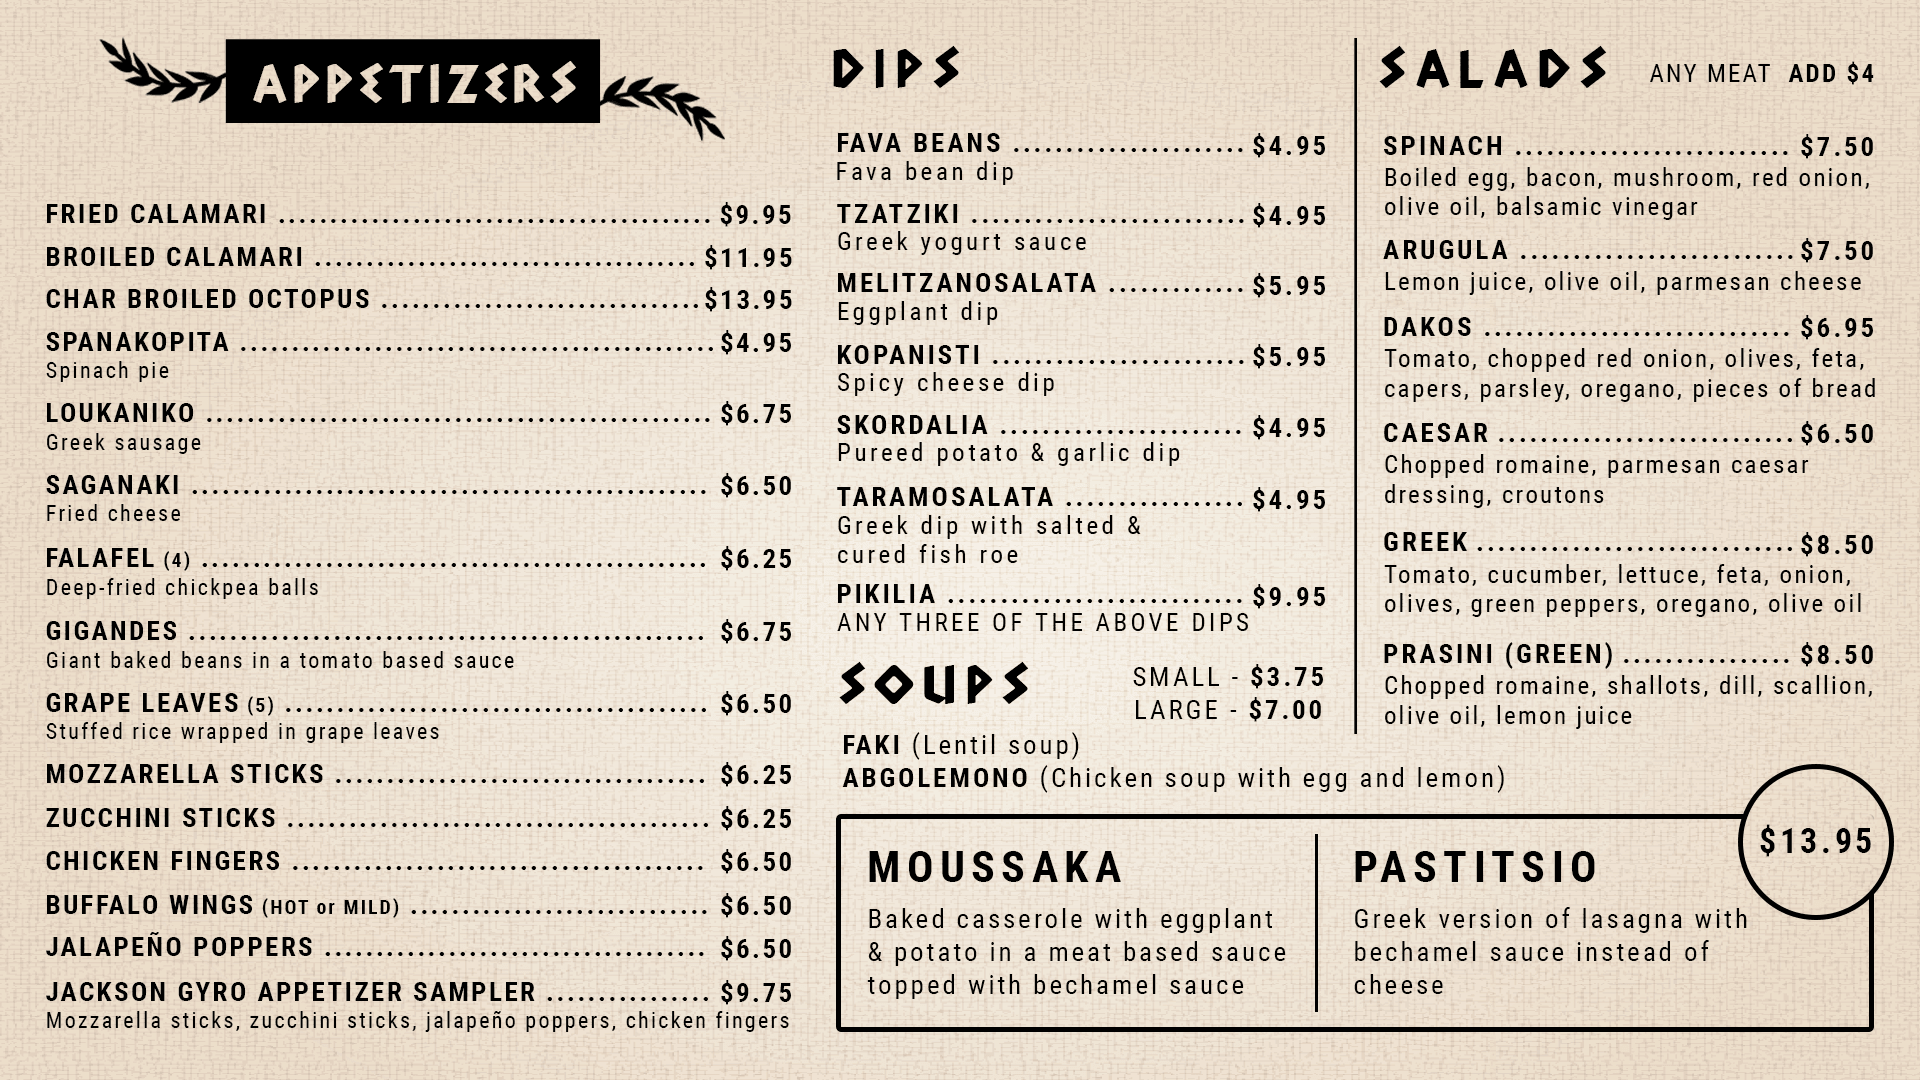 APPETIZERS
FRIED CALAMARI ........................................ $9.95
BROILED CALAMARI .................................... $11.95
CHAR BROILED OCTOPUS .............................. $13.95
SPANAKOPITA ............................................ $4.95
Spinach pie
LOUKANIKO ............................................... $6.75
Greek sausage
SAGANAKI ................................................ $6.50
Fried cheese
FALAFEL (4) ............................................... $6.25
Deep-fried chickpea balls
GIGANDES ................................................ $6.75
Giant baked beans in a tomato based sauce
GRAPE LEAVES (5) ....................................... $6.50
Stuffed rice wrapped in grape leaves
MOZZARELLA STICKS ................................... $6.25
ZUCCHINI STICKS ....................................... $6.25
CHICKEN FINGERS ...................................... $6.50
BUFFALO WINGS (HOT or MILD) ............................ $6.50
JALAPEÑO POPPERS .................................... $6.50
JACKSON GYRO APPETIZER SAMPLER ................ $9.75
Mozzarella sticks, zucchini sticks, jalapeño poppers, chicken fingers
DIPS
FAVA BEANS ...................... $4.95
Fava bean dip
TZATZIKI .......................... $4.95
Greek yogurt sauce
MELITZANOSALATA ............. $5.95
Eggplant dip
KOPANISTI ........................ $5.95
Spicy cheese dip
SKORDALIA ....................... $4.95
Pureed potato & garlic dip
TARAMOSALATA ................. $4.95
Greek dip with salted &
cured fish roe
PIKILIA ............................ $9.95
ANY THREE OF THE ABOVE DIPS
SOUPS
SMALL - $3.75
LARGE - $7.00
FAKI (Lentil soup)
ABGOLEMONO (Chicken soup with egg and lemon)
SALADS ANY MEAT ADD $4
SPINACH .......................... $7.50
Boiled egg, bacon, mushroom, red onion,
olive oil, balsamic vinegar
ARUGULA .......................... $7.50
Lemon juice, olive oil, parmesan cheese
DAKOS ............................. $6.95
Tomato, chopped red onion, olives, feta,
capers, parsley, oregano, pieces of bread
CAESAR ............................ $6.50
Chopped romaine, parmesan caesar
dressing, croutons
GREEK .............................. $8.50
Tomato, cucumber, lettuce, feta, onion,
olives, green peppers, oregano, olive oil
PRASINI (GREEN) ................ $8.50
Chopped romaine, shallots, dill, scallion,
olive oil, lemon juice
$13.95
MOUSSAKA
Baked casserole with eggplant
& potato in a meat based sauce
topped with bechamel sauce
PASTITSIO
Greek version of lasagna with
bechamel sauce instead of
cheese